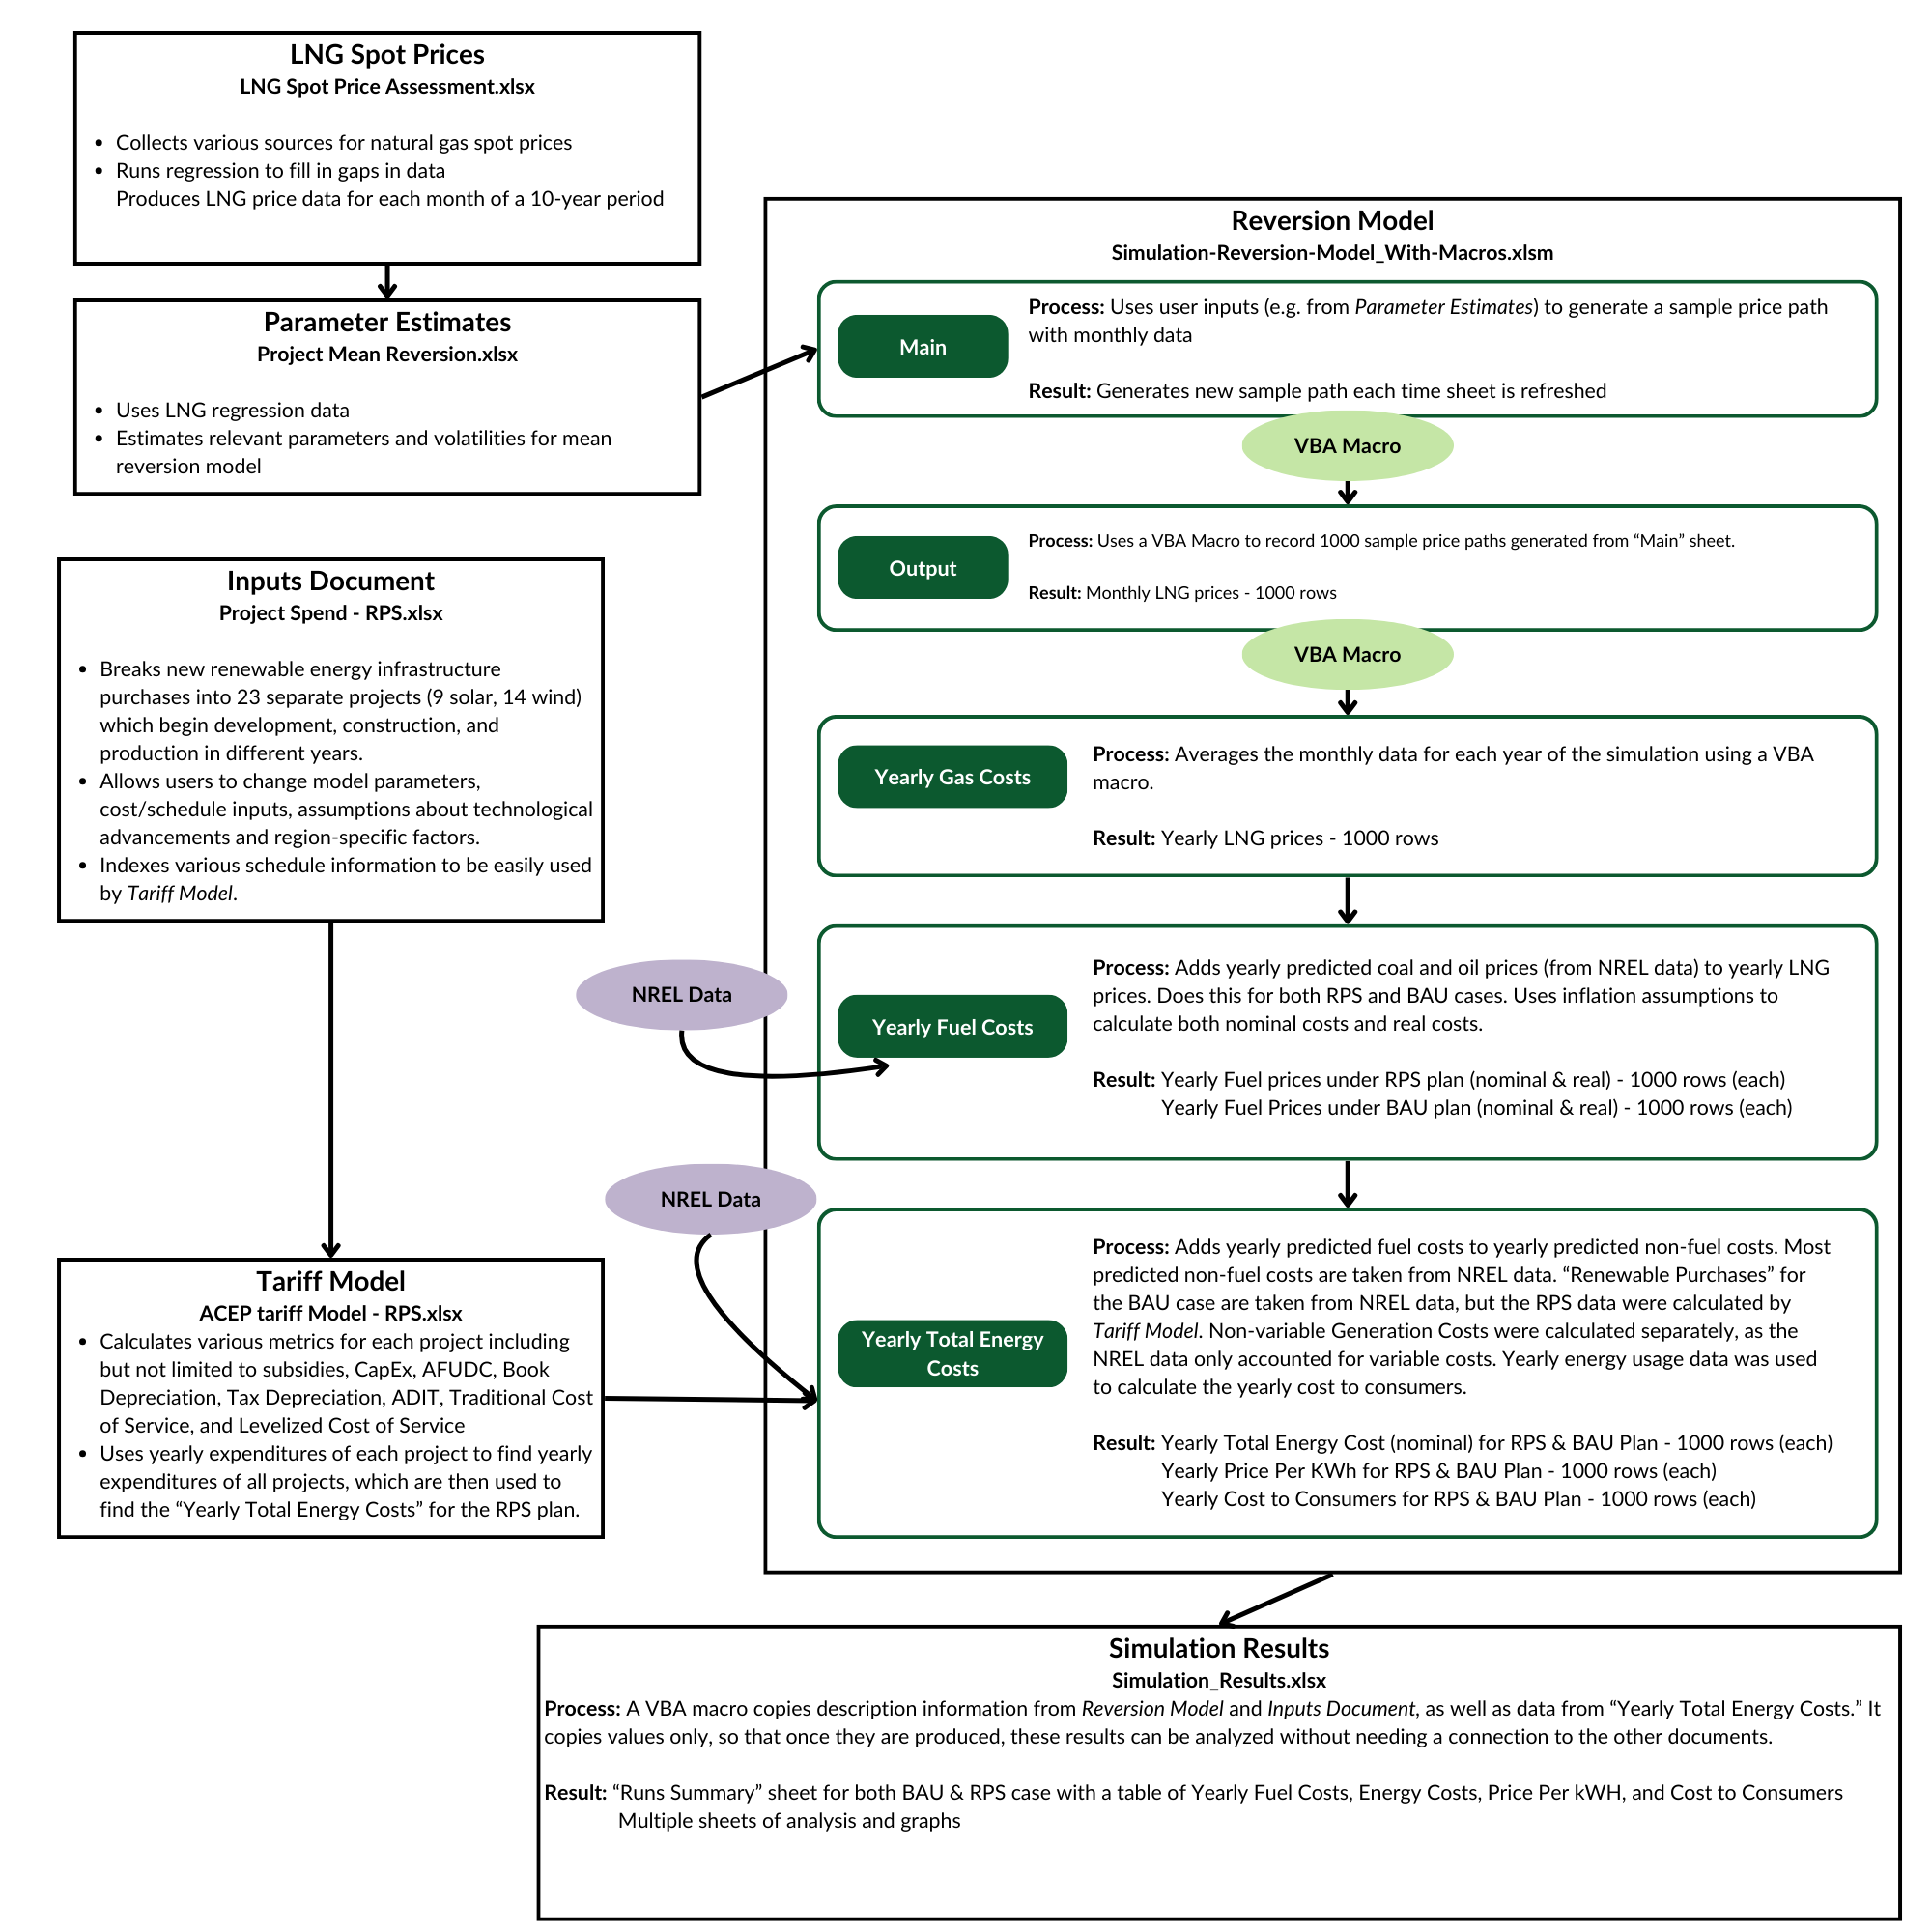 LNG Spot Prices
LNG Spot Price Assessment.xlsx
• Collects various sources for natural gas spot prices
• Runs regression to fill in gaps in data
Produces LNG price data for each month of a 10-year period
Parameter Estimates
Project Mean Reversion.xlsx
• Uses LNG regression data
• Estimates relevant parameters and volatilities for mean
reversion model
Inputs Document
Project Spend - RPS.xlsx
• Breaks new renewable energy infrastructure
purchases into 23 separate projects (9 solar, 14 wind)
which begin development, construction, and
production in different years.
• Allows users to change model parameters,
cost/schedule inputs, assumptions about technological
advancements and region-specific factors.
• Indexes various schedule information to be easily used
by Tariff Model.
Tariff Model
ACEP tariff Model - RPS.xlsx
• Calculates various metrics for each project including
but not limited to subsidies, CapEx, AFUDC, Book
Depreciation, Tax Depreciation, ADIT, Traditional Cost
of Service, and Levelized Cost of Service
• Uses yearly expenditures of each project to find yearly
expenditures of all projects, which are then used to
find the “Yearly Total Energy Costs” for the RPS plan.
Reversion Model
Simulation-Reversion-Model_With-Macros.xlsm
Main
Process: Uses user inputs (e.g. from Parameter Estimates) to generate a sample price path
with monthly data
Result: Generates new sample path each time sheet is refreshed
VBA Macro
Output
Process: Uses a VBA Macro to record 1000 sample price paths generated from “Main” sheet.
Result: Monthly LNG prices - 1000 rows
VBA Macro
Yearly Gas Costs
Process: Averages the monthly data for each year of the simulation using a VBA
macro.
Result: Yearly LNG prices - 1000 rows
NREL Data
Yearly Fuel Costs
Process: Adds yearly predicted coal and oil prices (from NREL data) to yearly LNG
prices. Does this for both RPS and BAU cases. Uses inflation assumptions to
calculate both nominal costs and real costs.
Result: Yearly Fuel prices under RPS plan (nominal & real) - 1000 rows (each)
Yearly Fuel Prices under BAU plan (nominal & real) - 1000 rows (each)
NREL Data
Yearly Total Energy
Costs
Process: Adds yearly predicted fuel costs to yearly predicted non-fuel costs. Most
predicted non-fuel costs are taken from NREL data. “Renewable Purchases” for
the BAU case are taken from NREL data, but the RPS data were calculated by
Tariff Model. Non-variable Generation Costs were calculated separately, as the
NREL data only accounted for variable costs. Yearly energy usage data was used
to calculate the yearly cost to consumers.
Result: Yearly Total Energy Cost (nominal) for RPS & BAU Plan - 1000 rows (each)
Yearly Price Per KWh for RPS & BAU Plan - 1000 rows (each)
Yearly Cost to Consumers for RPS & BAU Plan - 1000 rows (each)
Simulation Results
Simulation_Results.xlsx
Process: A VBA macro copies description information from Reversion Model and Inputs Document, as well as data from “Yearly Total Energy Costs.” It
copies values only, so that once they are produced, these results can be analyzed without needing a connection to the other documents.
Result: “Runs Summary” sheet for both BAU & RPS case with a table of Yearly Fuel Costs, Energy Costs, Price Per kWH, and Cost to Consumers
Multiple sheets of analysis and graphs